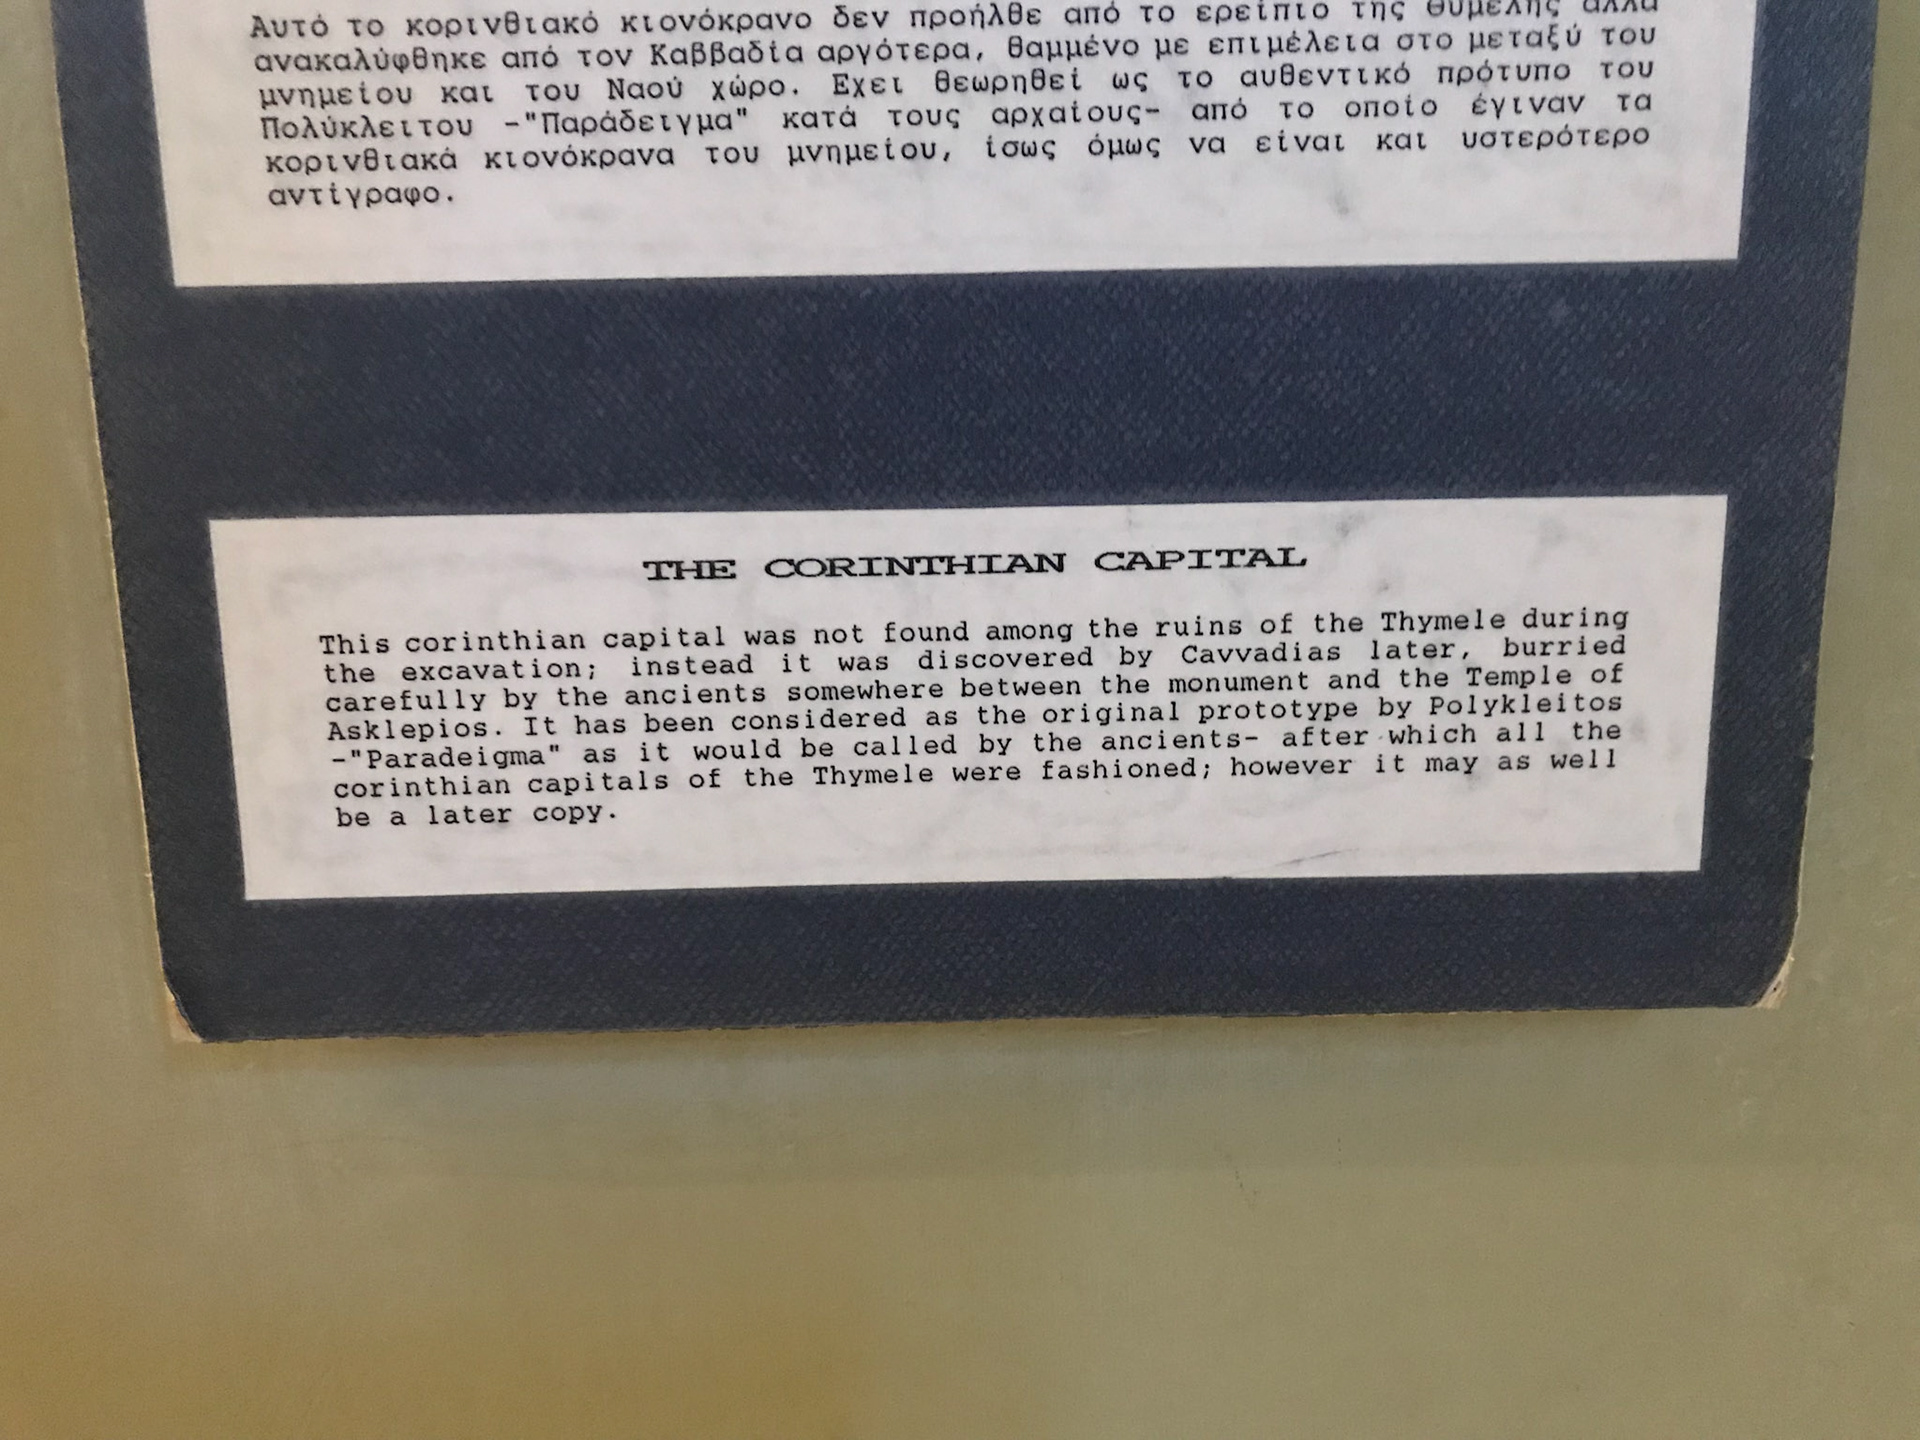 Αυτό το κορινθιακό κιονόκρανο δεν προήλθε από το ερείπιο της Θυμέλης αλλά
ανακαλύφθηκε από τον Καββαδία αργότερα, θαμμένο με επιμέλεια στο μεταξύ του
μνημείου και του Ναού χώρο. Εχει θεωρηθεί ως το αυθεντικό πρότυπο του
Πολύκλειτου -"Παράδειγμα" κατά τους αρχαίους- από το οποίο έγιναν τα
κορινθιακά κιονόκρανα του μνημείου, ίσως όμως να είναι και υστερότερο
αντίγραφο.
THE CORINTHIAN CAPITAL
This corinthian capital was not found among the ruins of the Thymele during
the excavation; instead it was discovered by Cavvadias later, burried
carefully by the ancients somewhere between the monument and the Temple of
Asklepios. It has been considered as the original prototype by Polykleitos
-"Paradeigma" as it would be called by the ancients- after which all the
corinthian capitals of the Thymele were fashioned; however it may as well
be a later copy.